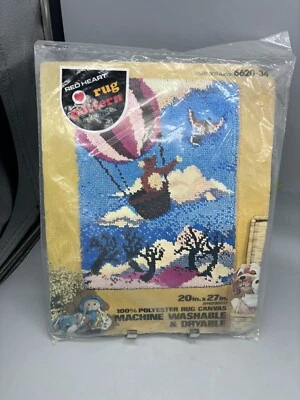 6620-34
RED HEART
rug
pattern
20in. x 27in.
100% POLYESTER RUG CANVAS
MACHINE WASHABLE
& DRYABLE